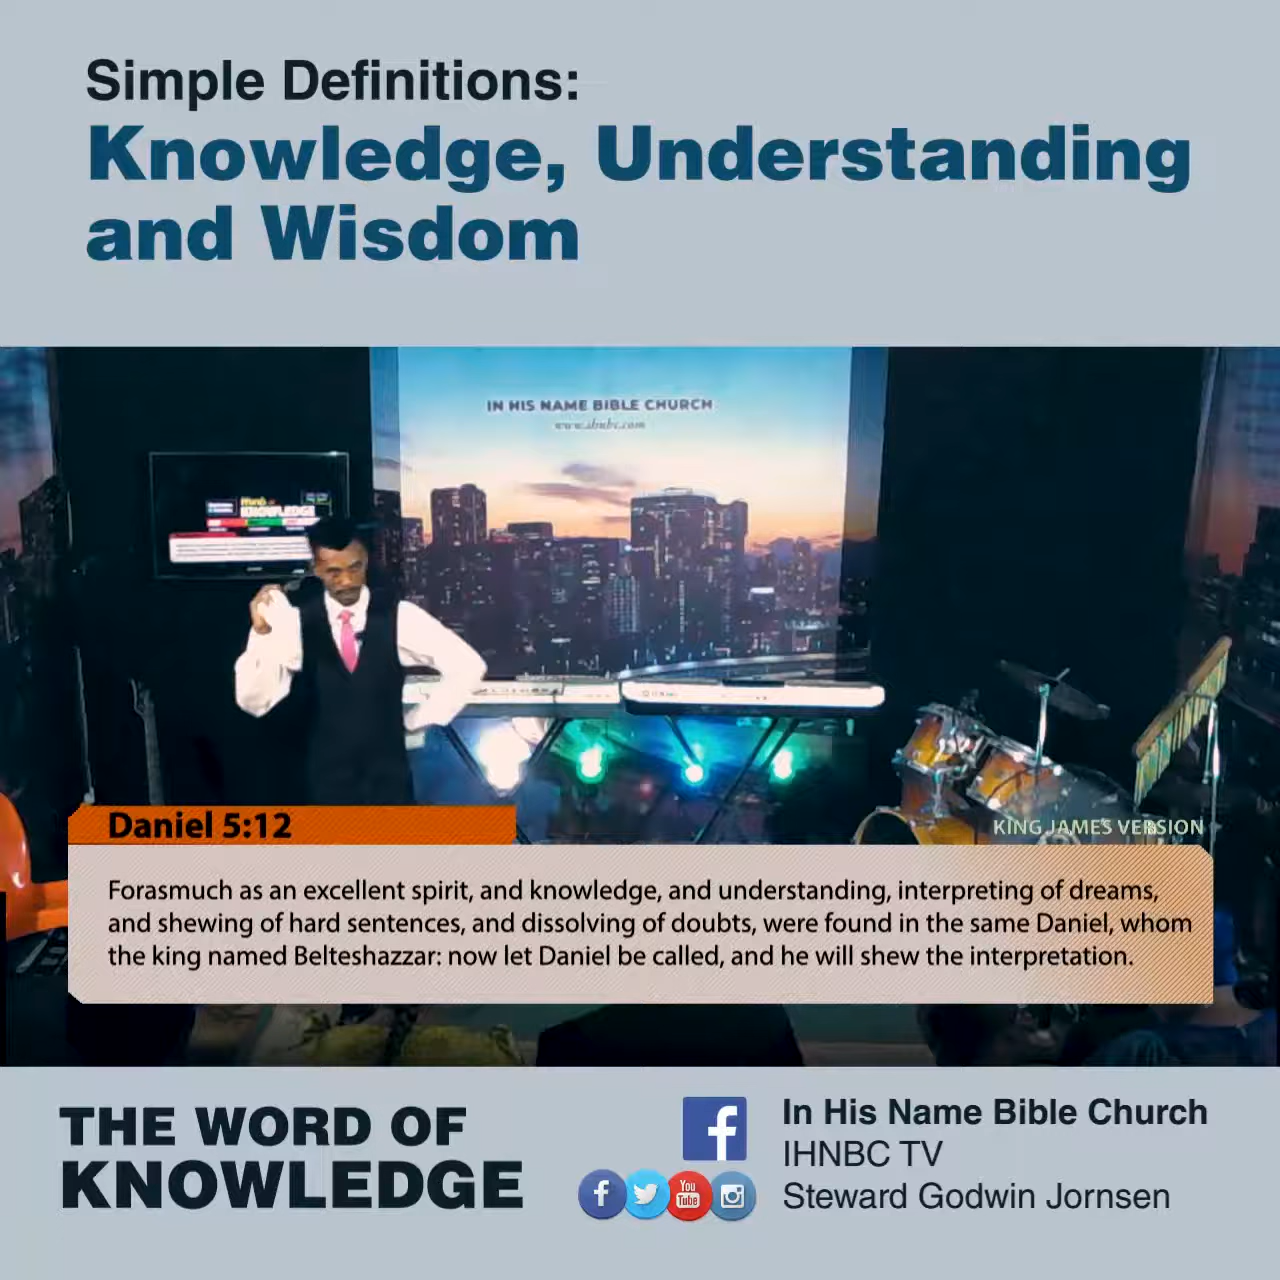 Simple Definitions:
Knowledge, Understanding
and Wisdom
IN HIS NAME BIBLE CHURCH
KNOWLEDGE
Daniel 5:12
KING JAMES VERSION
Forasmuch as an excellent spirit, and knowledge, and understanding, interpreting of dreams,
and shewing of hard sentences, and dissolving of doubts, were found in the same Daniel, whom
the king named Belteshazzar: now let Daniel be called, and he will shew the interpretation.
THE WORD OF
KNOWLEDGE
In His Name Bible Church
IHNBC TV
Steward Godwin Jornsen
You
Tube